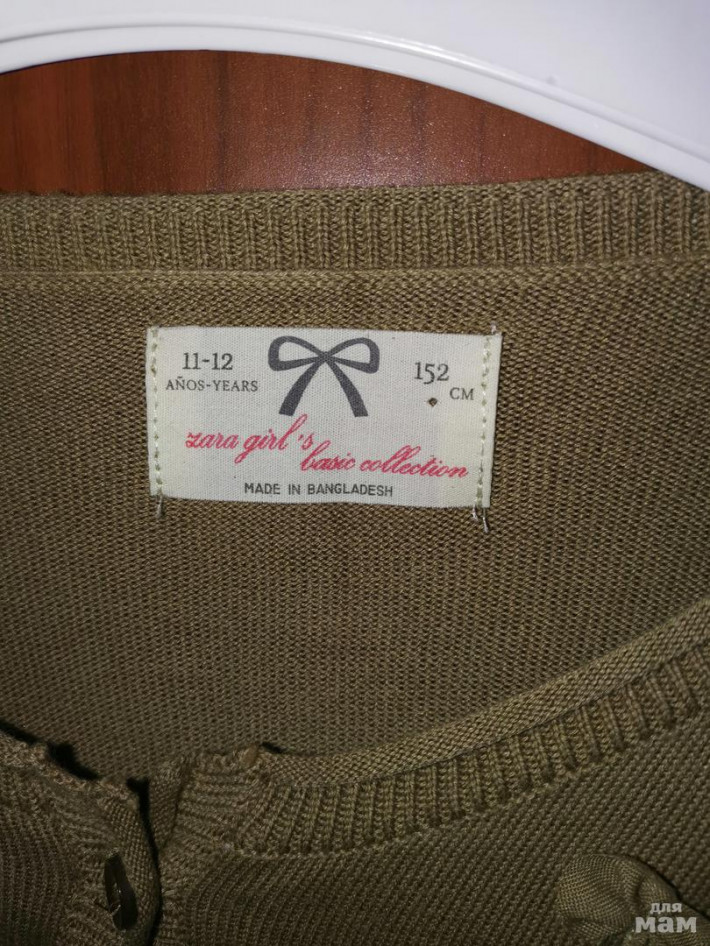 11-12
AÑOS-YEARS
152
CM
zara girl's
basic collection
MADE IN BANGLADESH
для
мам